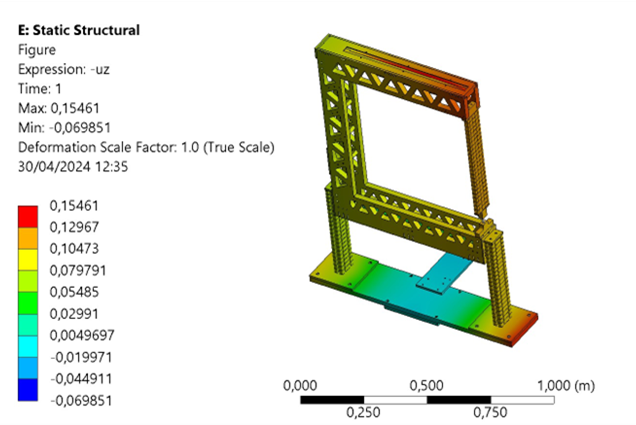 E: Static Structural
Figure
Expression: -uz
Time: 1
Max: 0,15461
Min: -0,069851
Deformation Scale Factor: 1.0 (True Scale)
30/04/2024 12:35
0,15461
0,12967
0,10473
0,079791
0,05485
0,02991
0,0049697
-0,019971
-0,044911
-0,069851
0,000 0,500 1,000 (m)
0,250 0,750